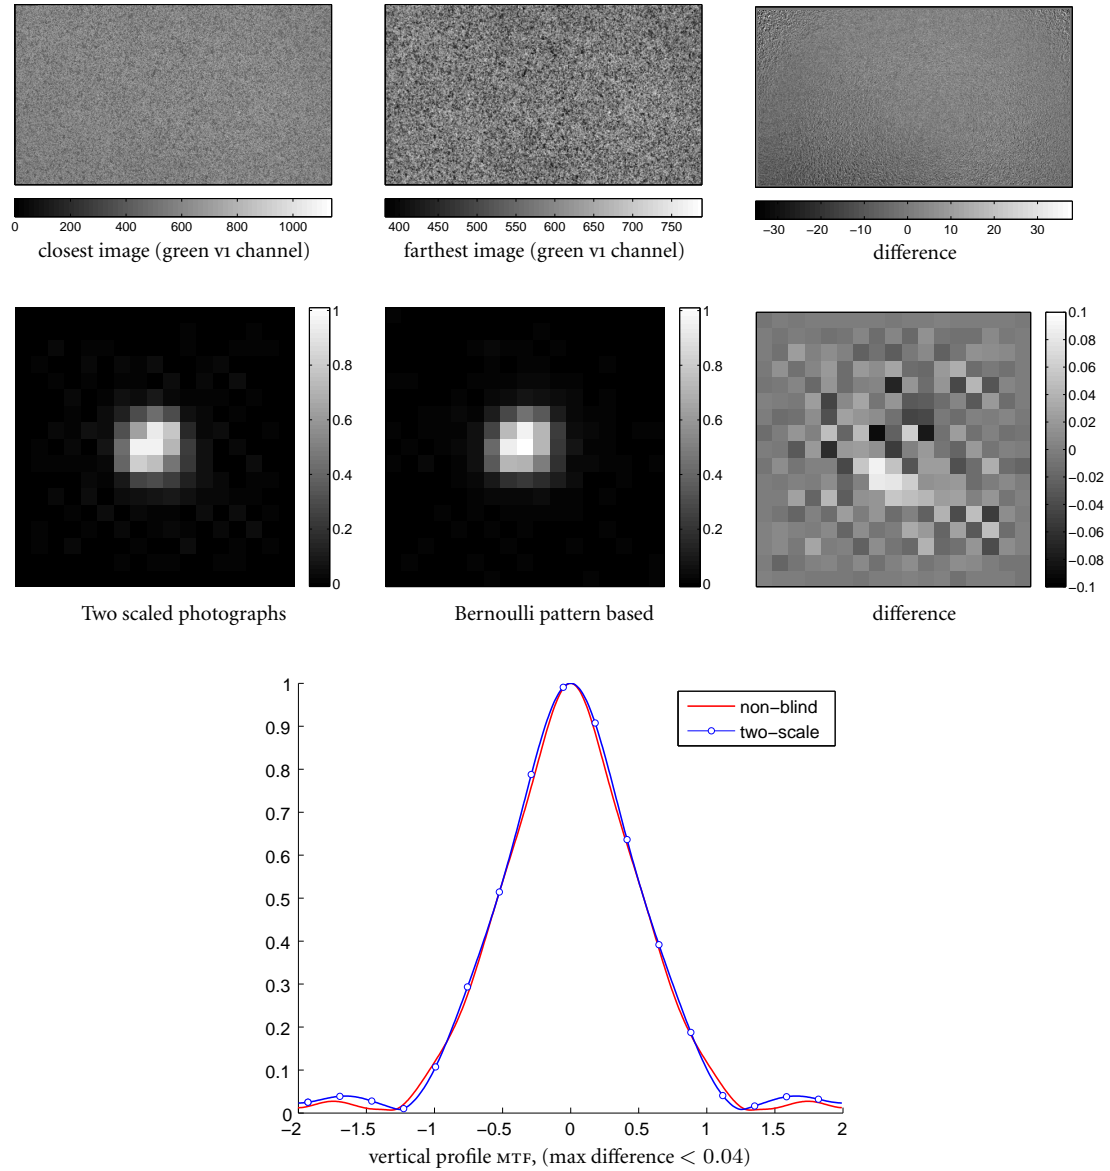 0 200 400 600 800 1000
closest image (green v1 channel)
400 450 500 550 600 650 700 750
farthest image (green v1 channel)
−30 −20 −10 0 10 20 30
difference
1
0.8
0.6
0.4
0.2
0
Two scaled photographs
1
0.8
0.6
0.4
0.2
0
Bernoulli pattern based
0.1
0.08
0.06
0.04
0.02
0
−0.02
−0.04
−0.06
−0.08
−0.1
difference
1
0.9
0.8
0.7
0.6
0.5
0.4
0.3
0.2
0.1
0
non−blind
two−scale
−2 −1.5 −1 −0.5 0 0.5 1 1.5 2
vertical profile MTF, (max difference < 0.04)